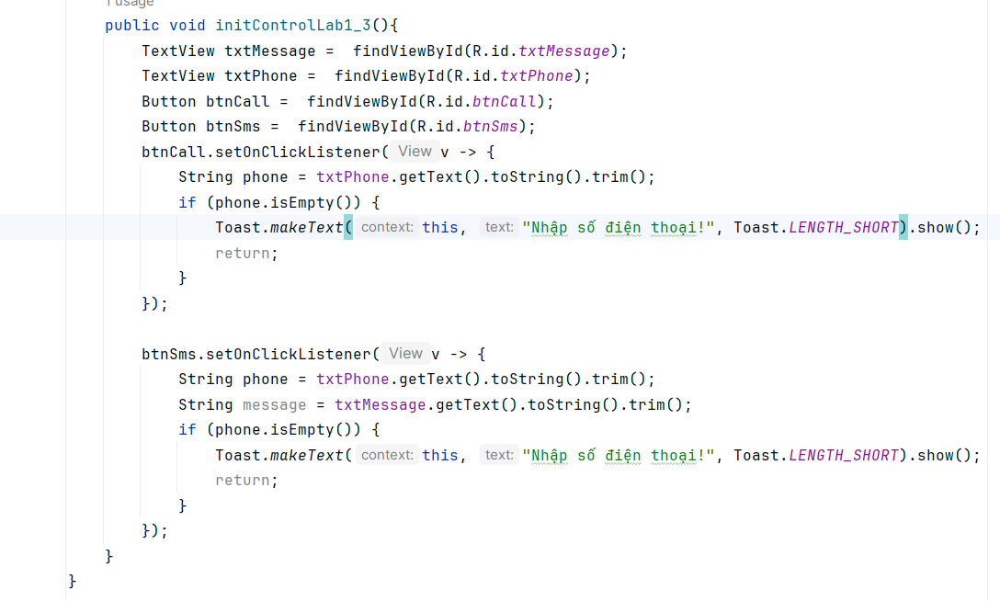 1 usage
public void initControlLab1_3(){
TextView txtMessage = findViewById(R.id.txtMessage);
TextView txtPhone = findViewById(R.id.txtPhone);
Button btnCall = findViewById(R.id.btnCall);
Button btnSms = findViewById(R.id.btnSms);
btnCall.setOnClickListener( View v -> {
String phone = txtPhone.getText().toString().trim();
if (phone.isEmpty()) {
Toast.makeText( context: this, text: "Nhập số điện thoại!", Toast.LENGTH_SHORT).show();
return;
}
});
btnSms.setOnClickListener( View v -> {
String phone = txtPhone.getText().toString().trim();
String message = txtMessage.getText().toString().trim();
if (phone.isEmpty()) {
Toast.makeText( context: this, text: "Nhập số điện thoại!", Toast.LENGTH_SHORT).show();
return;
}
});
}
}